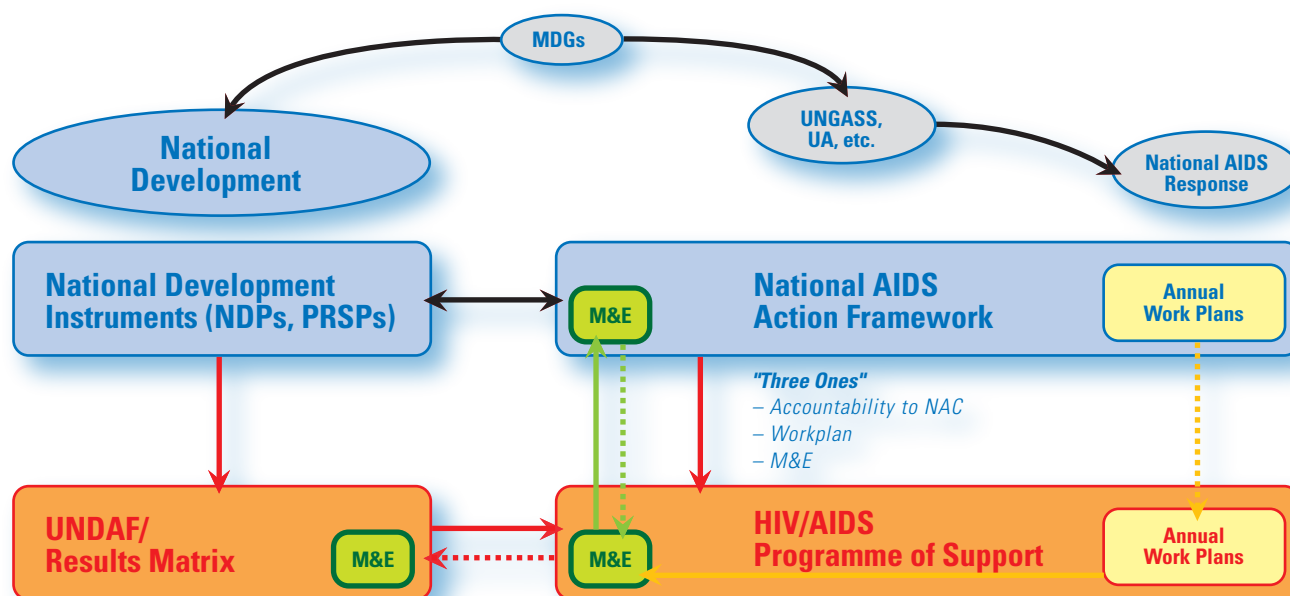 MDGs
UNGASS,
UA, etc.
National
Development
National AIDS
Response
National Development
Instruments (NDPs, PRSPs)
M&E
National AIDS
Action Framework
Annual
Work Plans
"Three Ones"
– Accountability to NAC
– Workplan
– M&E
UNDAF/
Results Matrix
M&E
M&E
HIV/AIDS
Programme of Support
Annual
Work Plans